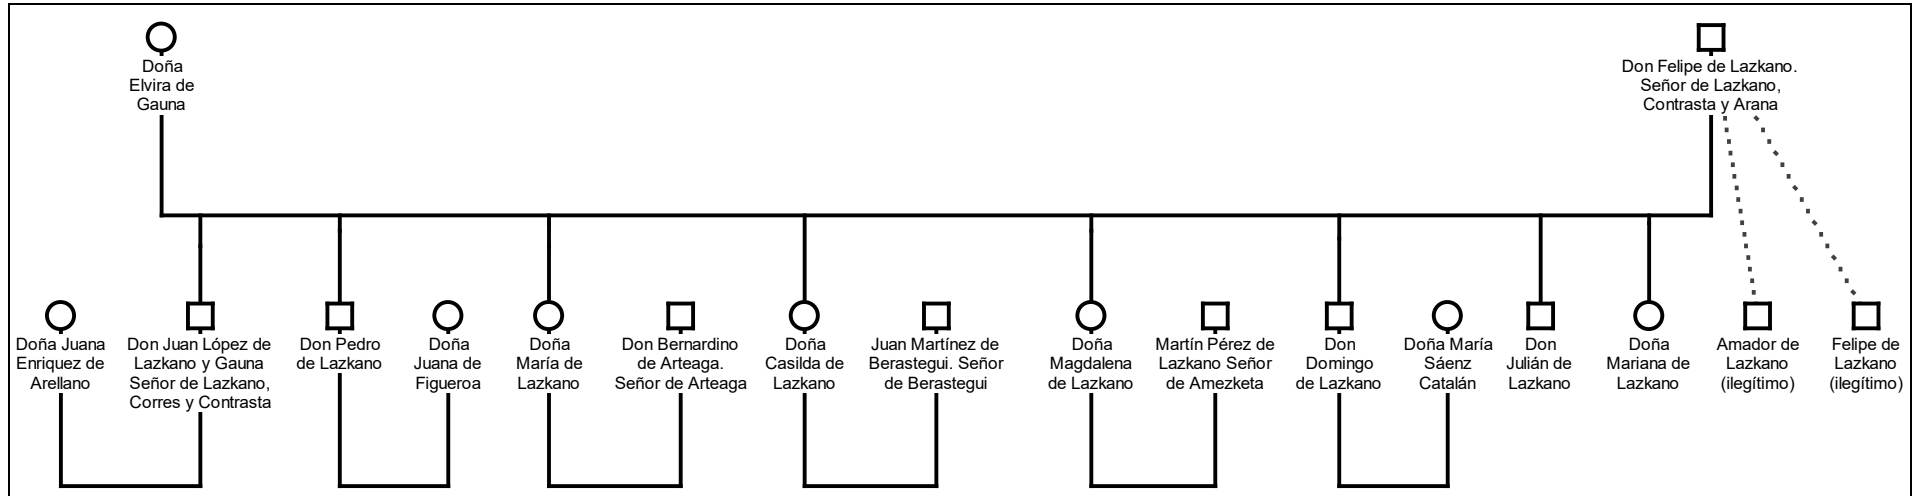 Doña
Elvira de
Gauna
Don Felipe de Lazkano.
Señor de Lazkano,
Contrasta y Arana
Doña Juana
Enriquez de
Arellano
Don Juan López de
Lazkano y Gauna
Señor de Lazkano,
Corres y Contrasta
Don Pedro
de Lazkano
Doña
Juana de
Figueroa
Doña
María de
Lazkano
Don Bernardino
de Arteaga.
Señor de Arteaga
Doña
Casilda de
Lazkano
Juan Martínez de
Berastegui. Señor
de Berastegui
Doña
Magdalena
de Lazkano
Martín Pérez de
Lazkano Señor
de Amezketa
Don
Domingo
de Lazkano
Doña María
Sáenz
Catalán
Don
Julián de
Lazkano
Doña
Mariana de
Lazkano
Amador de
Lazkano
(ilegítimo)
Felipe de
Lazkano
(ilegítimo)